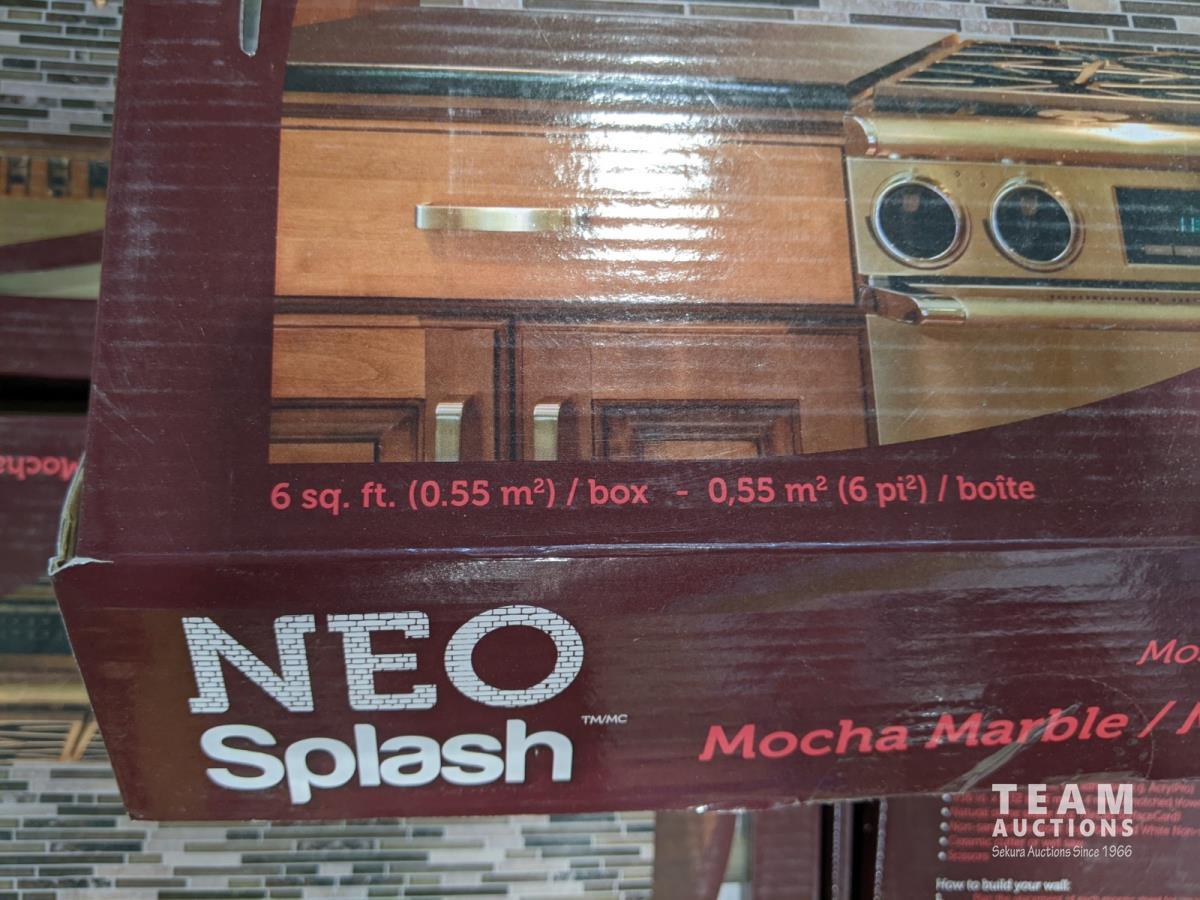 Mocha
6 sq. ft. (0.55 m²) / box - 0,55 m² (6 pi²) / boîte
NEO
Splash TM/MC
Mocha Marble /
TEAM
AUCTIONS
Sekura Auctions Since 1966
How to build your wall: